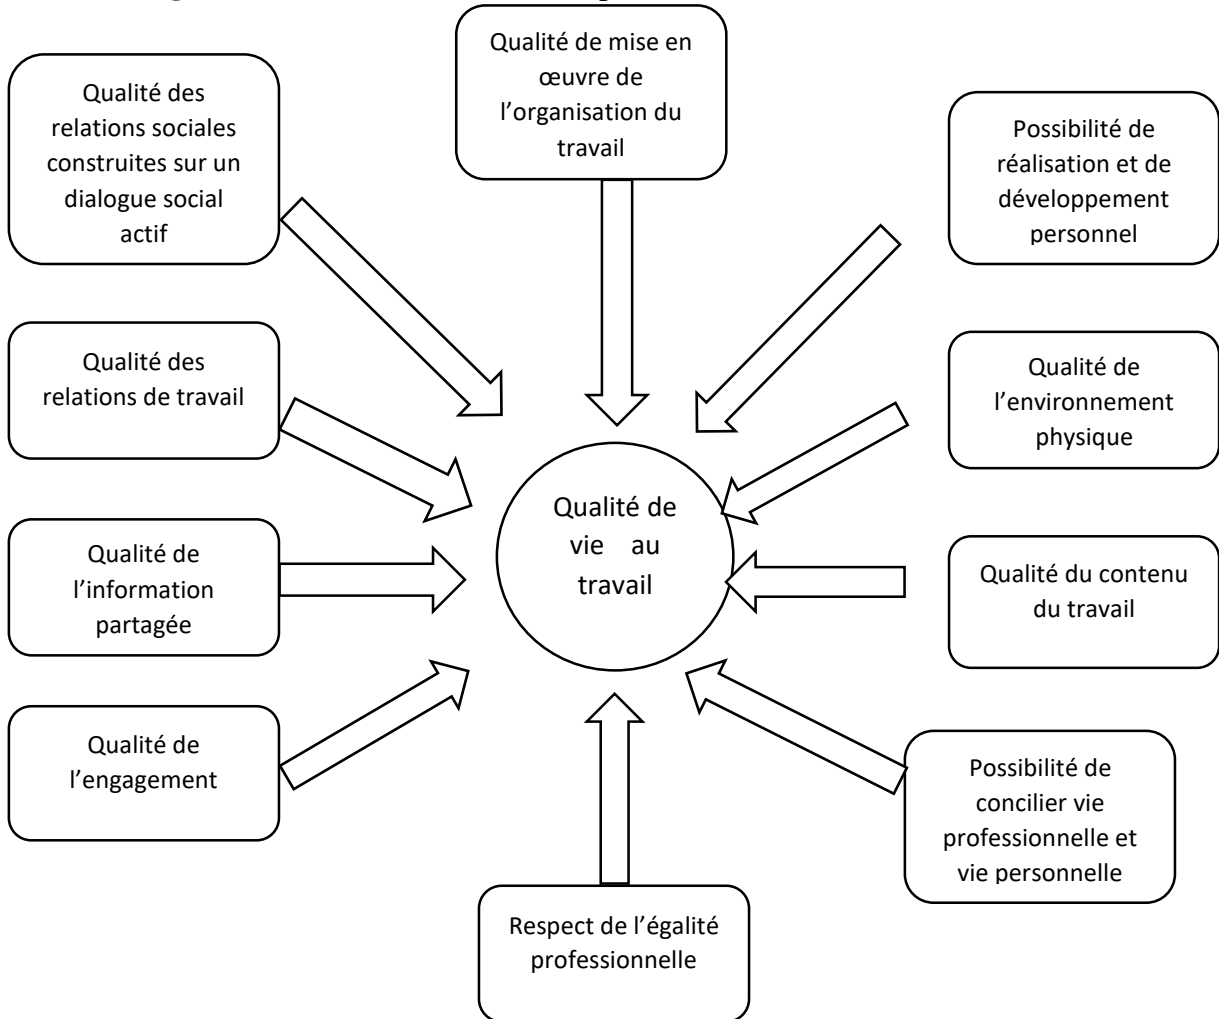 Qualité de mise en
œuvre de
l’organisation du
travail
Qualité des
relations sociales
construites sur un
dialogue social
actif
Possibilité de
réalisation et de
développement
personnel
Qualité des
relations de travail
Qualité de
l’environnement
physique
Qualité de
vie au
travail
Qualité de
l’information
partagée
Qualité du contenu
du travail
Qualité de
l’engagement
Possibilité de
concilier vie
professionnelle et
vie personnelle
Respect de l’égalité
professionnelle